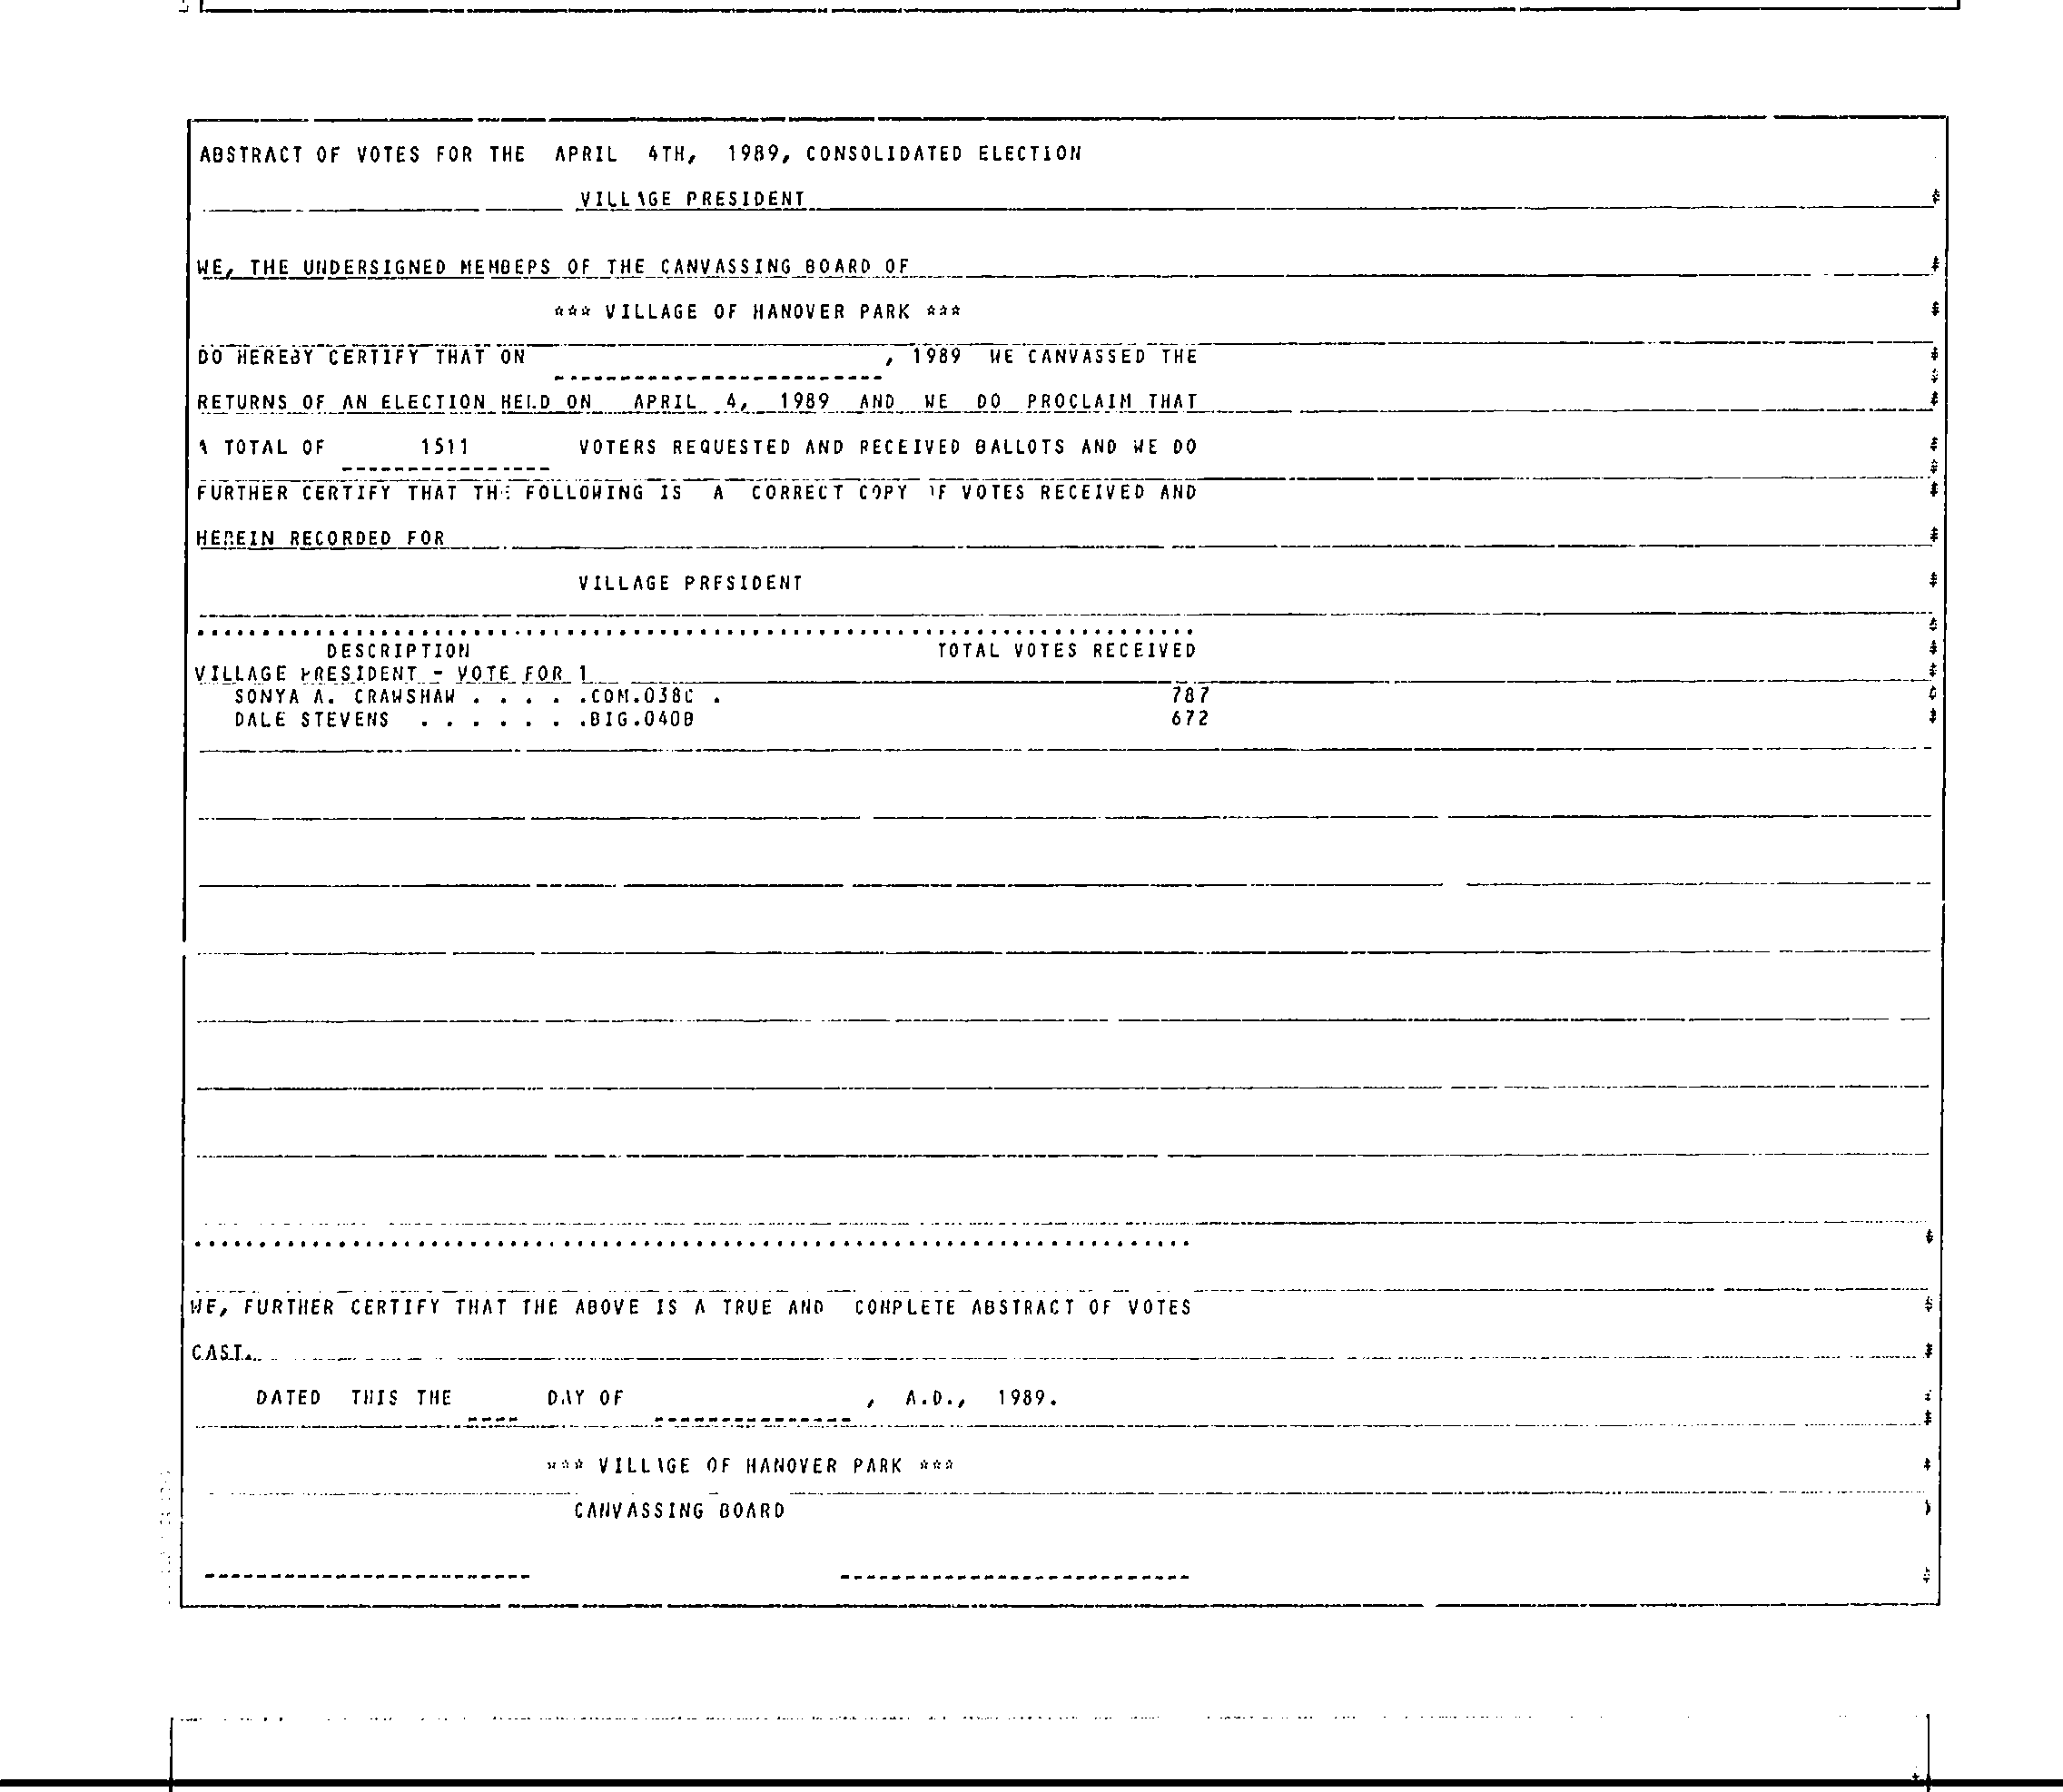 ABSTRACT OF VOTES FOR THE APRIL 4TH, 1989, CONSOLIDATED ELECTION
VILLAGE PRESIDENT
WE, THE UNDERSIGNED MEMBERS OF THE CANVASSING BOARD OF
*** VILLAGE OF HANOVER PARK ***
DO HEREBY CERTIFY THAT ON , 1989 WE CANVASSED THE
RETURNS OF AN ELECTION HELD ON APRIL 4, 1989 AND WE DO PROCLAIM THAT
A TOTAL OF 1511 VOTERS REQUESTED AND RECEIVED BALLOTS AND WE DO
FURTHER CERTIFY THAT THE FOLLOWING IS A CORRECT COPY OF VOTES RECEIVED AND
HEREIN RECORDED FOR
VILLAGE PRESIDENT
DESCRIPTION TOTAL VOTES RECEIVED
VILLAGE PRESIDENT - VOTE FOR 1
SONYA A. CRAWSHAW . . . . .COM.038C . 787
DALE STEVENS . . . . . . .BIG.040B 672
WE, FURTHER CERTIFY THAT THE ABOVE IS A TRUE AND COMPLETE ABSTRACT OF VOTES
CAST.
DATED THIS THE ---- DAY OF --------------- , A.D., 1989.
*** VILLAGE OF HANOVER PARK ***
CANVASSING BOARD